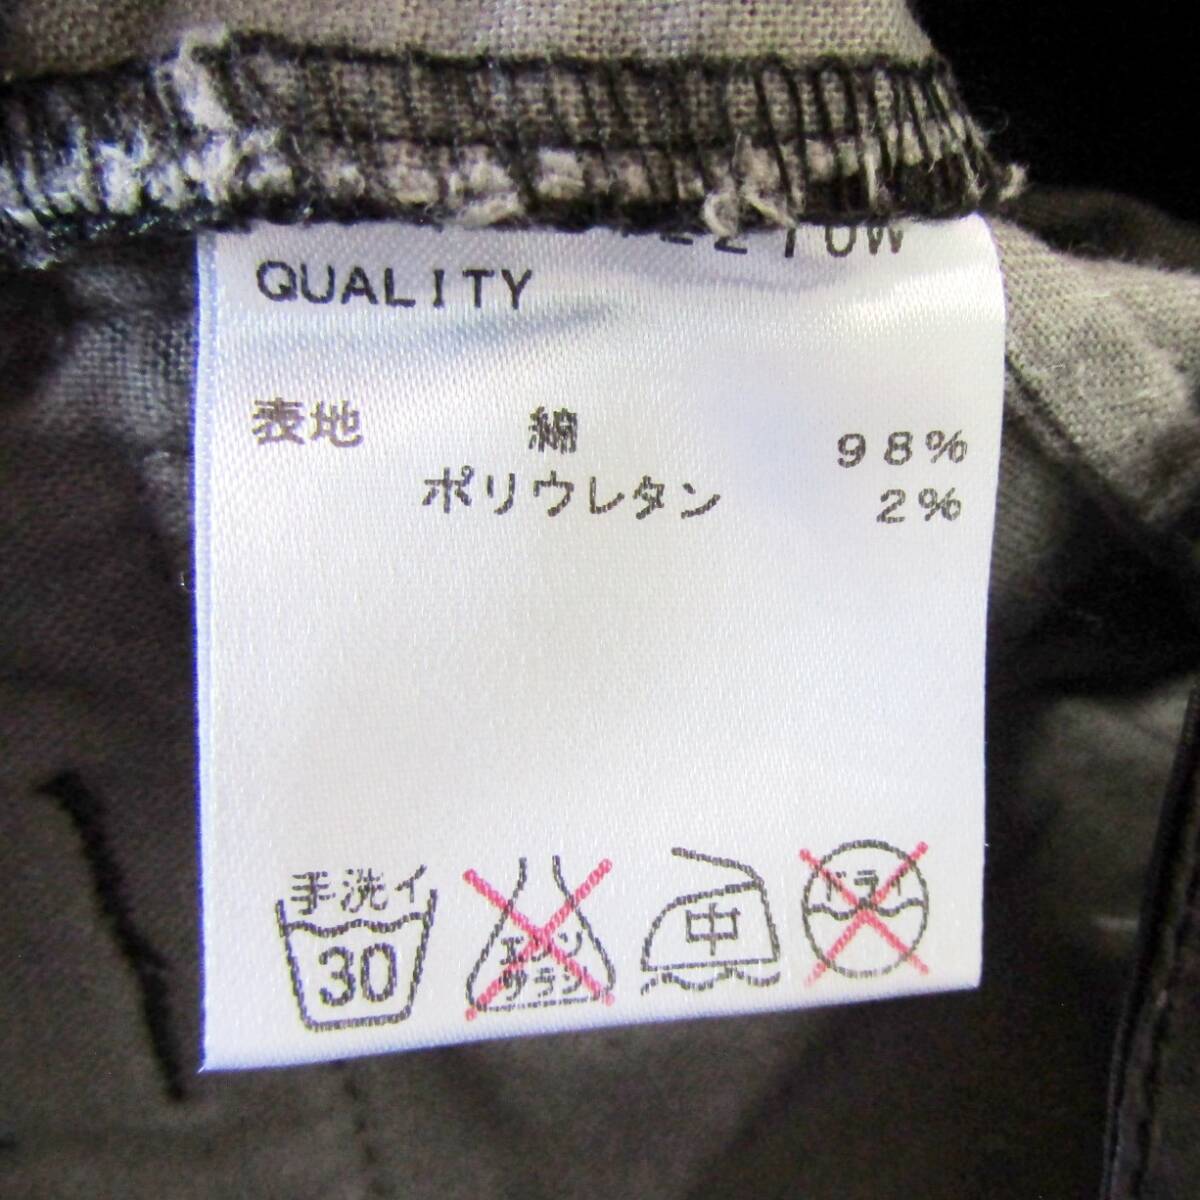 QUALITY
表地 綿 98%
ポリウレタン 2%
手洗イ
30
エンソ
サラシ
中
ドライ